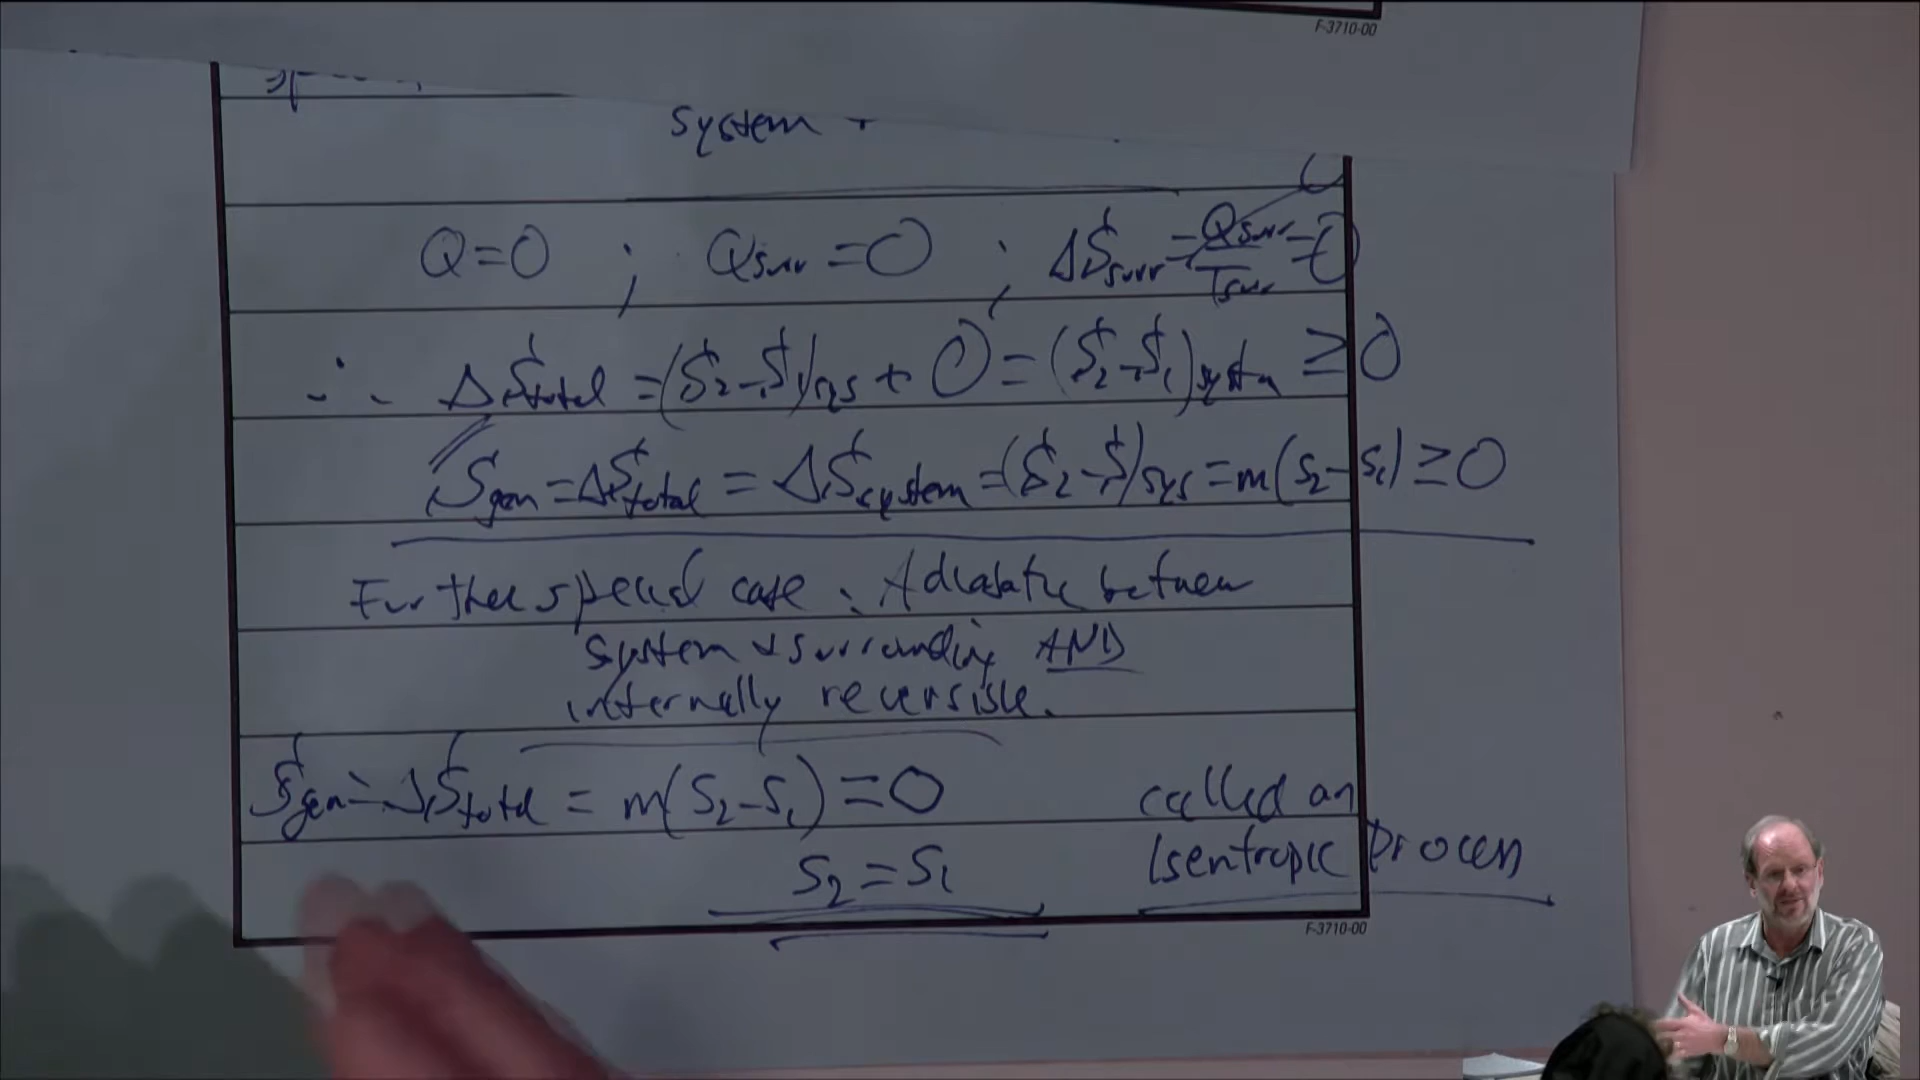 F-3710-00
system
Q=0 ; Qsurr=0 ; ΔSsurr=Qsurr/Tsurr=0
∴ ΔStotal=(S2-S1)sys+0=(S2-S1)system≥0
Sgen=ΔStotal=ΔSsystem=(S2-S1)sys=m(s2-s1)≥0
Further special case: Adiabatic between
system & surrounding AND
internally reversible.
Sgen=ΔStotal=m(s2-s1)=0 called an
s2=s1 Isentropic Process
F-3710-00